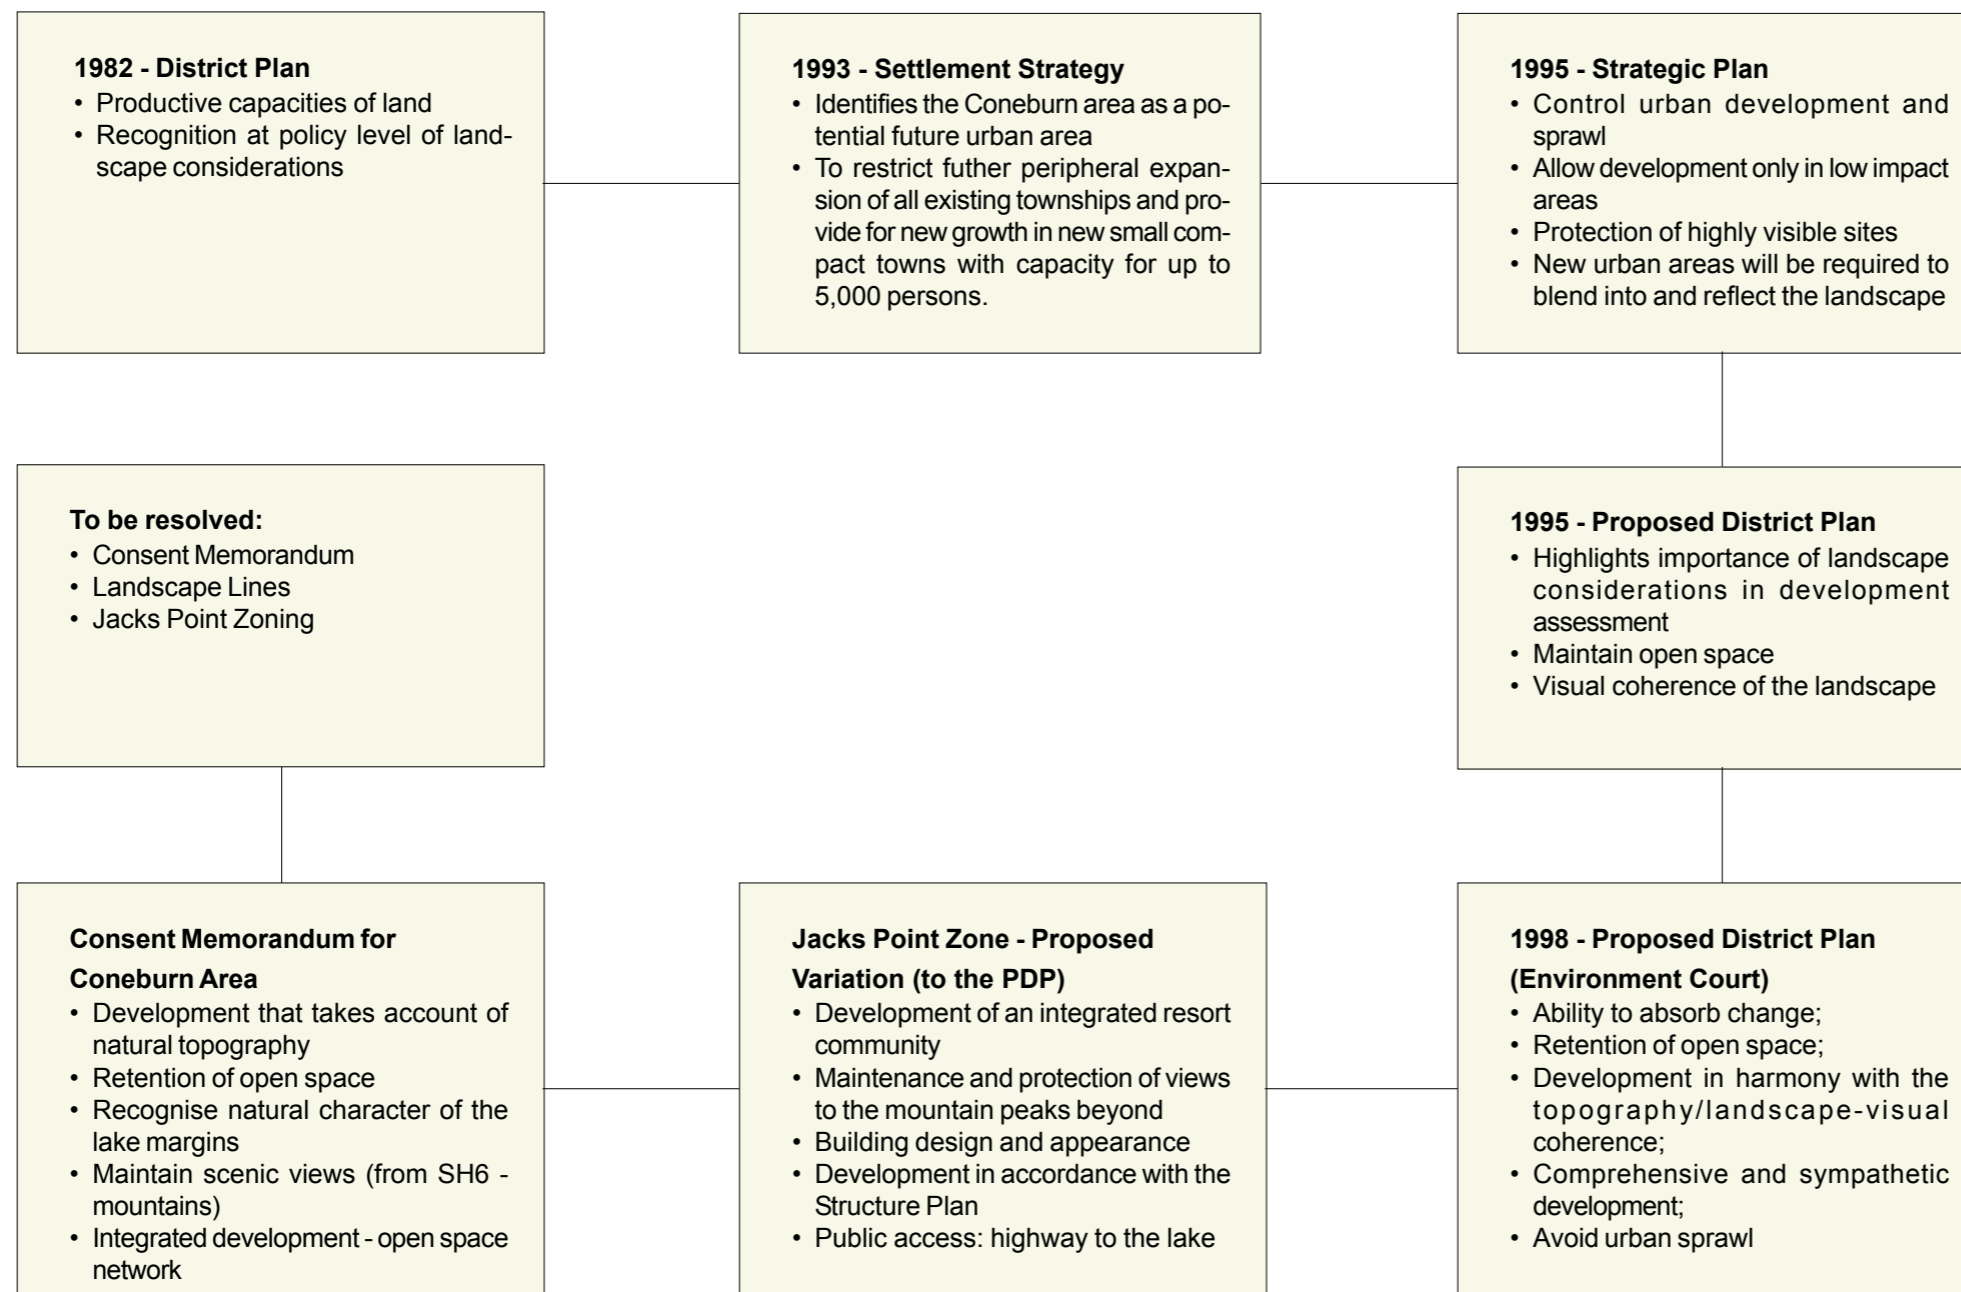 1982 - District Plan
• Productive capacities of land
• Recognition at policy level of land-
scape considerations
1993 - Settlement Strategy
• Identifies the Coneburn area as a po-
tential future urban area
• To restrict futher peripheral expan-
sion of all existing townships and pro-
vide for new growth in new small com-
pact towns with capacity for up to
5,000 persons.
1995 - Strategic Plan
• Control urban development and
sprawl
• Allow development only in low impact
areas
• Protection of highly visible sites
• New urban areas will be required to
blend into and reflect the landscape
1995 - Proposed District Plan
• Highlights importance of landscape
considerations in development
assessment
• Maintain open space
• Visual coherence of the landscape
1998 - Proposed District Plan
(Environment Court)
• Ability to absorb change;
• Retention of open space;
• Development in harmony with the
topography/landscape-visual
coherence;
• Comprehensive and sympathetic
development;
• Avoid urban sprawl
Jacks Point Zone - Proposed
Variation (to the PDP)
• Development of an integrated resort
community
• Maintenance and protection of views
to the mountain peaks beyond
• Building design and appearance
• Development in accordance with the
Structure Plan
• Public access: highway to the lake
Consent Memorandum for
Coneburn Area
• Development that takes account of
natural topography
• Retention of open space
• Recognise natural character of the
lake margins
• Maintain scenic views (from SH6 -
mountains)
• Integrated development - open space
network
To be resolved:
• Consent Memorandum
• Landscape Lines
• Jacks Point Zoning